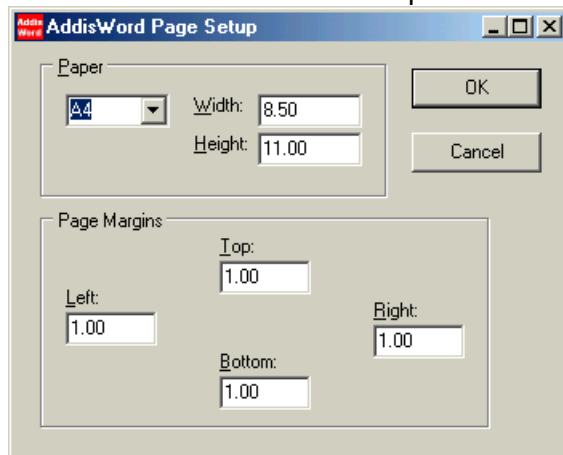 Addis
Word
AddisWord Page Setup
Paper
A4
Width: 8.50
Height: 11.00
OK
Cancel
Page Margins
Top:
1.00
Left:
1.00
Right:
1.00
Bottom:
1.00